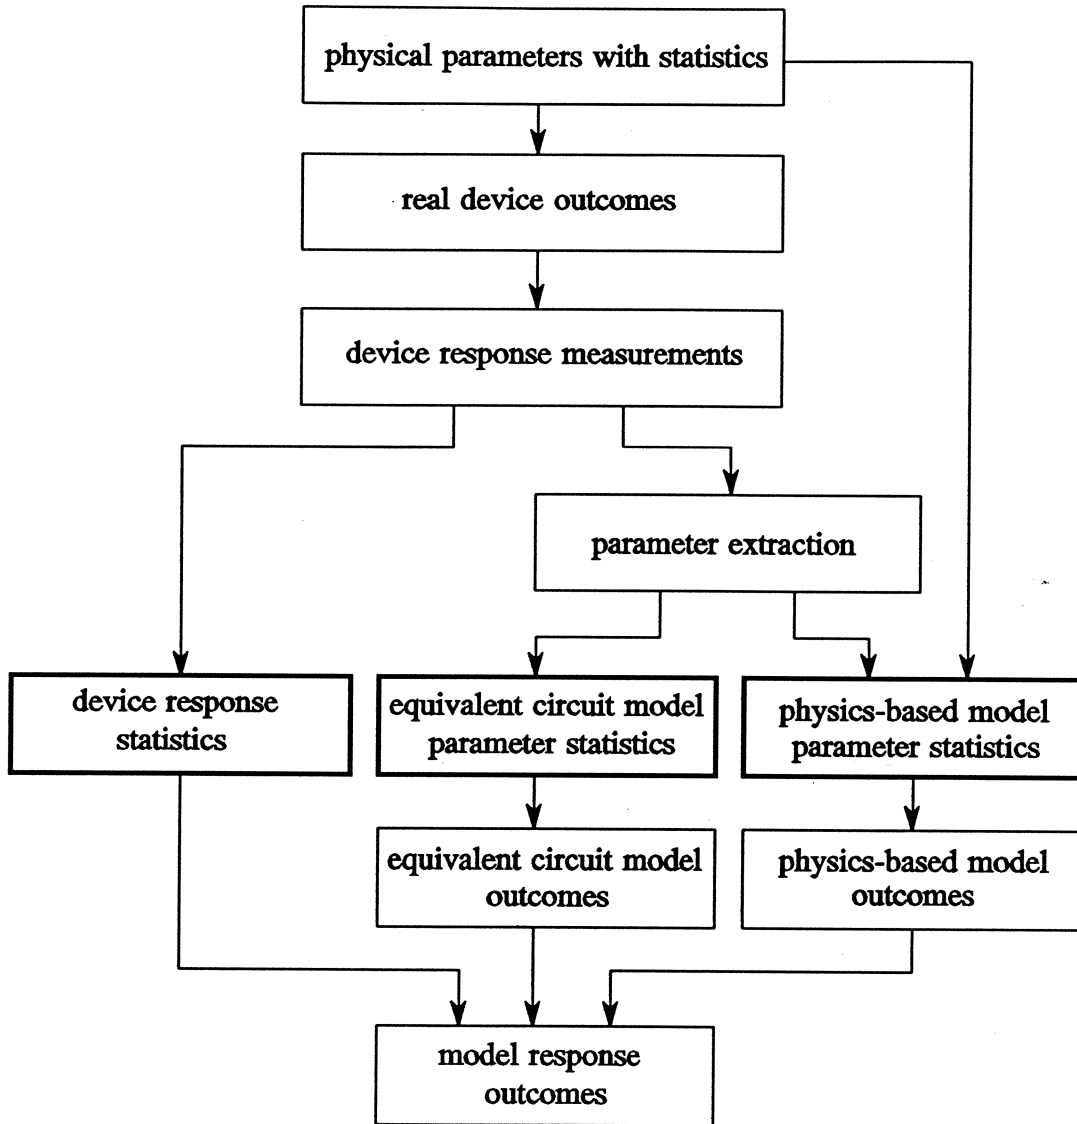 physical parameters with statistics
real device outcomes
device response measurements
parameter extraction
device response
statistics
equivalent circuit model
parameter statistics
physics-based model
parameter statistics
equivalent circuit model
outcomes
physics-based model
outcomes
model response
outcomes